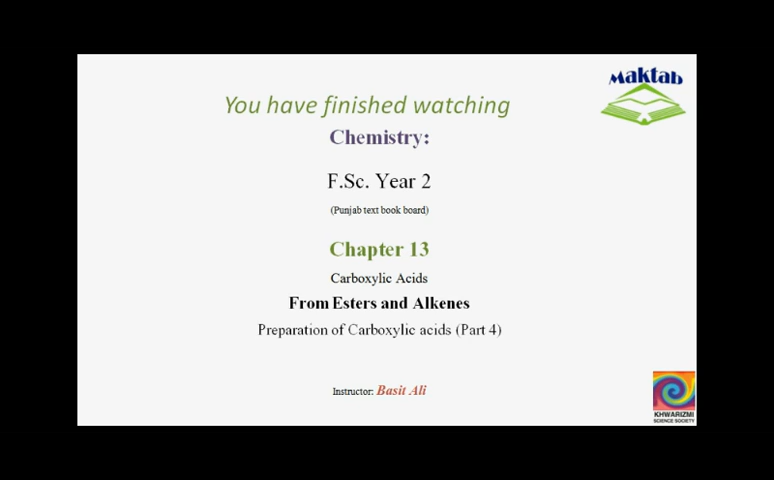 Maktab
You have finished watching
Chemistry:
F.Sc. Year 2
(Punjab text book board)
Chapter 13
Carboxylic Acids
From Esters and Alkenes
Preparation of Carboxylic acids (Part 4)
Instructor: Basit Ali
KHWARIZMI
SCIENCE SOCIETY